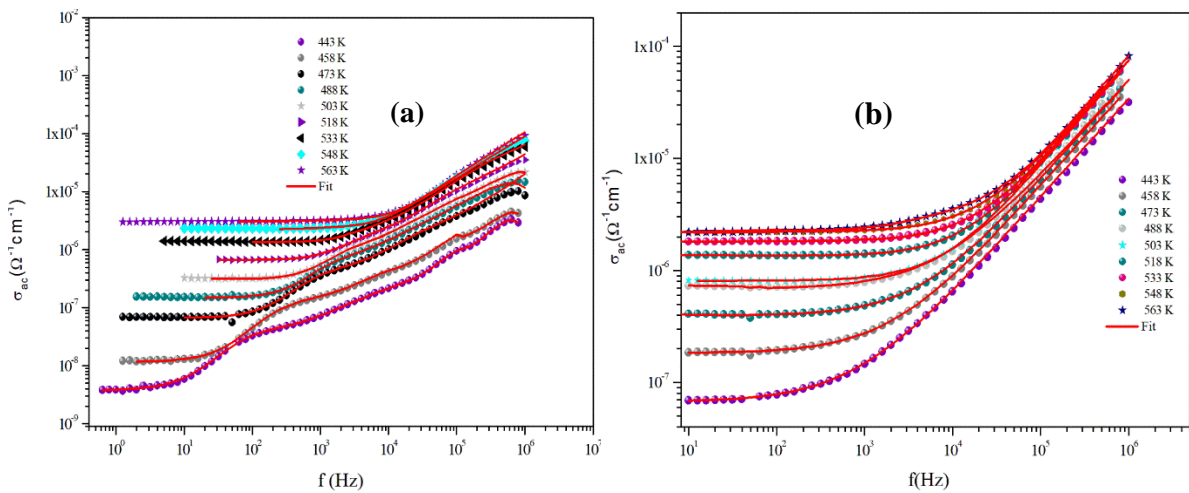 10⁻²
10⁻³
10⁻⁴
10⁻⁵
10⁻⁶
10⁻⁷
10⁻⁸
10⁻⁹
σac(Ω⁻¹cm⁻¹)
443 K
458 K
473 K
488 K
503 K
518 K
533 K
548 K
563 K
Fit
(a)
10⁰ 10¹ 10² 10³ 10⁴ 10⁵ 10⁶ 10⁷
f (Hz)
1x10⁻⁴
1x10⁻⁵
1x10⁻⁶
1x10⁻⁷
σac(Ω⁻¹cm⁻¹)
(b)
443 K
458 K
473 K
488 K
503 K
518 K
533 K
548 K
563 K
Fit
10¹ 10² 10³ 10⁴ 10⁵ 10⁶
f(Hz)